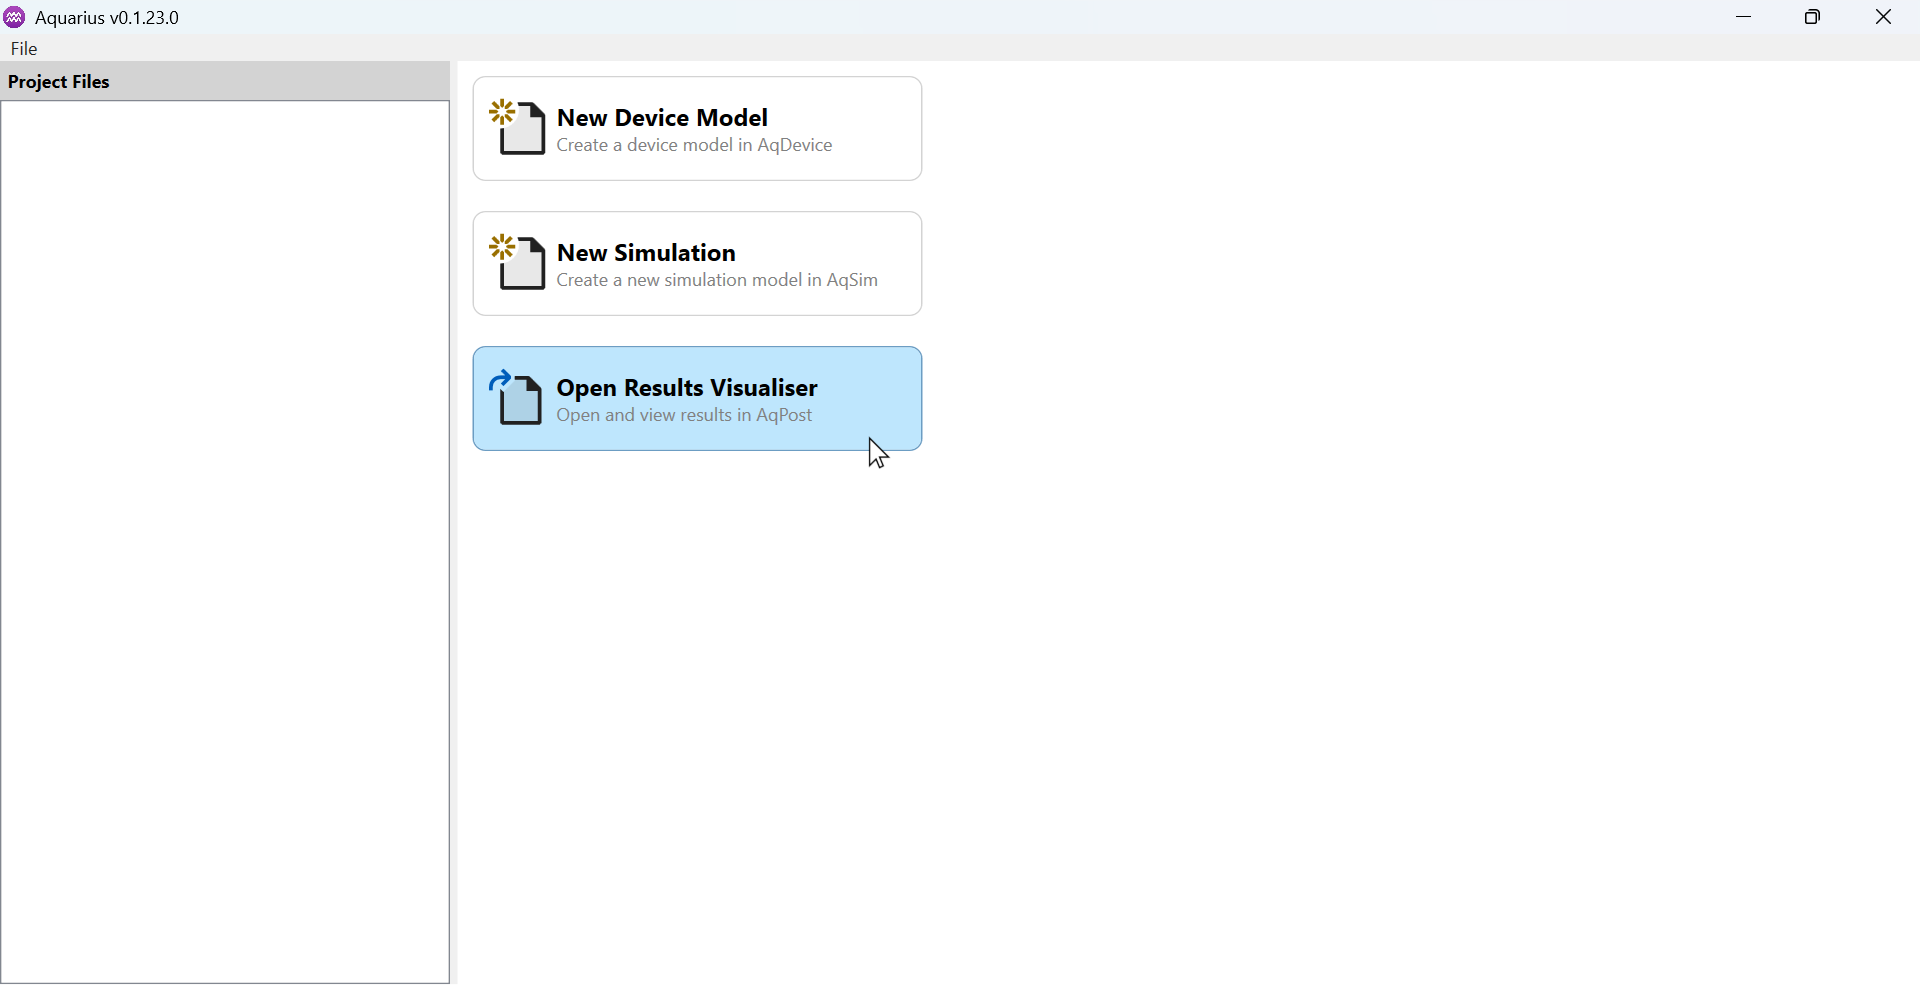 Aquarius v0.1.23.0
File
Project Files
New Device Model
Create a device model in AqDevice
New Simulation
Create a new simulation model in AqSim
Open Results Visualiser
Open and view results in AqPost